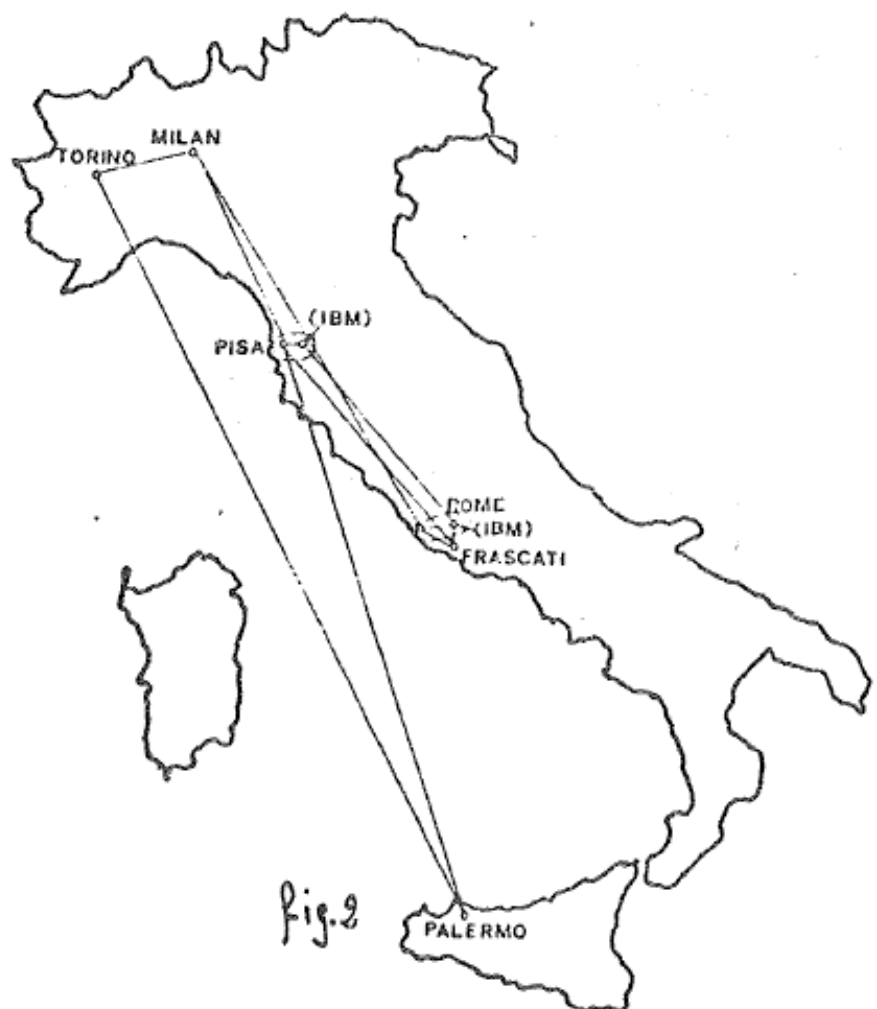 MILAN
TORINO
(IBM)
PISA
ROME
(IBM)
FRASCATI
fig.2
PALERMO